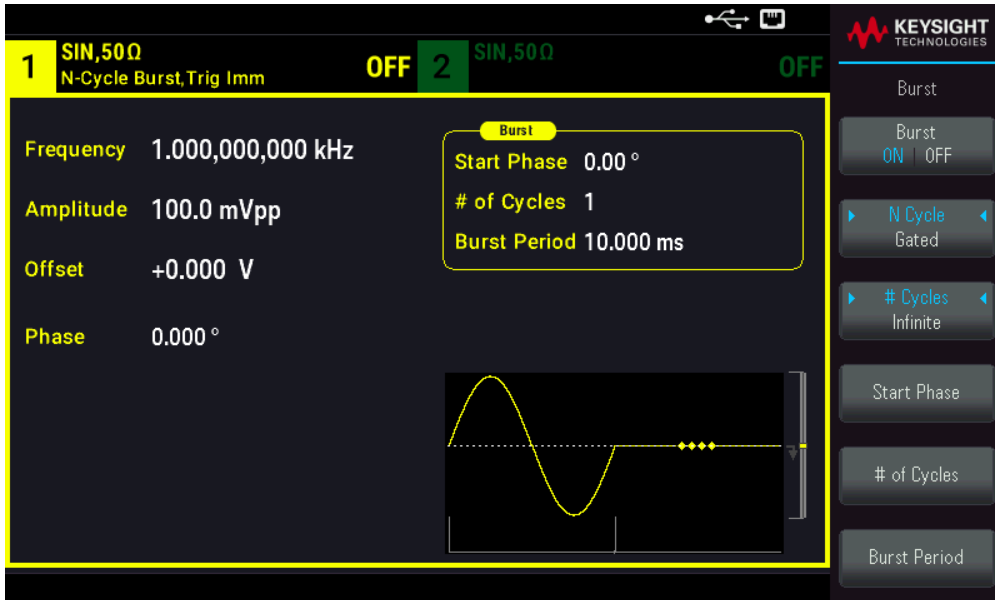 1
SIN,50Ω
N-Cycle Burst,Trig Imm
OFF
2
SIN,50Ω
OFF
Frequency 1.000,000,000 kHz
Amplitude 100.0 mVpp
Offset +0.000 V
Phase 0.000 °
Burst
Start Phase 0.00 °
# of Cycles 1
Burst Period 10.000 ms
KEYSIGHT
TECHNOLOGIES
Burst
Burst
ON | OFF
N Cycle
Gated
# Cycles
Infinite
Start Phase
# of Cycles
Burst Period